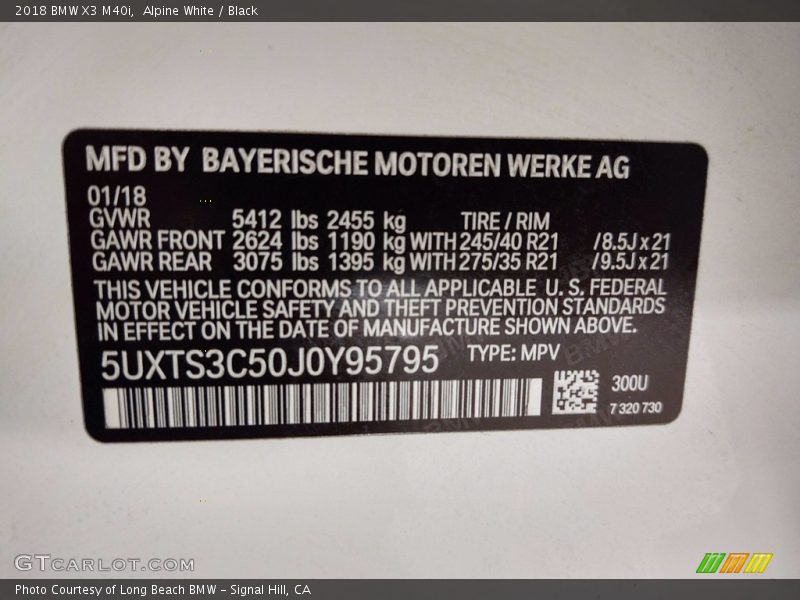 2018 BMW X3 M40i, Alpine White / Black
MFD BY BAYERISCHE MOTOREN WERKE AG
01/18
GVWR 5412 lbs 2455 kg TIRE / RIM
GAWR FRONT 2624 lbs 1190 kg WITH 245/40 R21 /8.5J x 21
GAWR REAR 3075 lbs 1395 kg WITH 275/35 R21 /9.5J x 21
THIS VEHICLE CONFORMS TO ALL APPLICABLE U. S. FEDERAL
MOTOR VEHICLE SAFETY AND THEFT PREVENTION STANDARDS
IN EFFECT ON THE DATE OF MANUFACTURE SHOWN ABOVE.
5UXTS3C50J0Y95795 TYPE: MPV
300U
7 320 730
GTCARLOT.COM
Photo Courtesy of Long Beach BMW - Signal Hill, CA